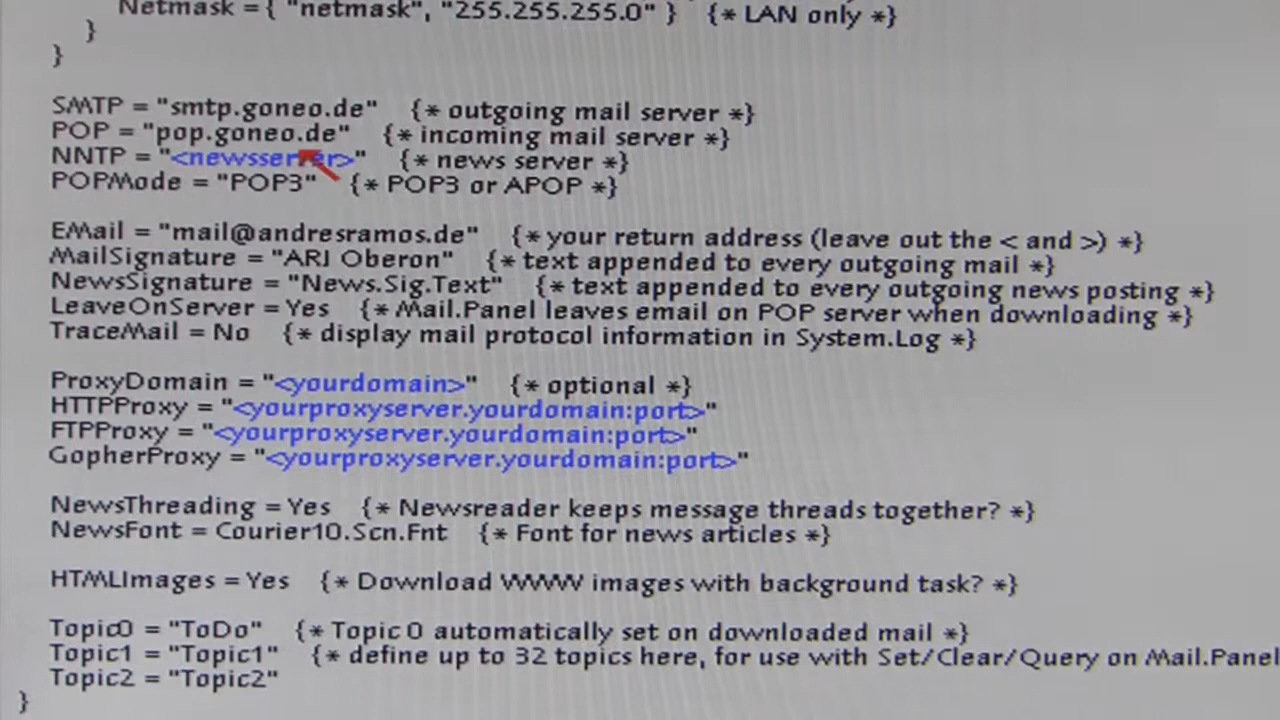 Netmask = { "netmask", "255.255.255.0" } {* LAN only *}
}
}
SMTP = "smtp.goneo.de" {* outgoing mail server *}
POP = "pop.goneo.de" {* incoming mail server *}
NNTP = "<newsserver>" {* news server *}
POPMode = "POP3" {* POP3 or APOP *}
EMail = "mail@andresramos.de" {* your return address (leave out the < and >) *}
MailSignature = "ARJ Oberon" {* text appended to every outgoing mail *}
NewsSignature = "News.Sig.Text" {* text appended to every outgoing news posting *}
LeaveOnServer = Yes {* Mail.Panel leaves email on POP server when downloading *}
TraceMail = No {* display mail protocol information in System.Log *}
ProxyDomain = "<yourdomain>" {* optional *}
HTTPProxy = "<yourproxyserver.yourdomain:port>"
FTPProxy = "<yourproxyserver.yourdomain:port>"
GopherProxy = "<yourproxyserver.yourdomain:port>"
NewsThreading = Yes {* Newsreader keeps message threads together? *}
NewsFont = Courier10.Scn.Fnt {* Font for news articles *}
HTMLImages = Yes {* Download WWW images with background task? *}
Topic0 = "ToDo" {* Topic 0 automatically set on downloaded mail *}
Topic1 = "Topic1" {* define up to 32 topics here, for use with Set/Clear/Query on Mail.Panel
Topic2 = "Topic2"
}